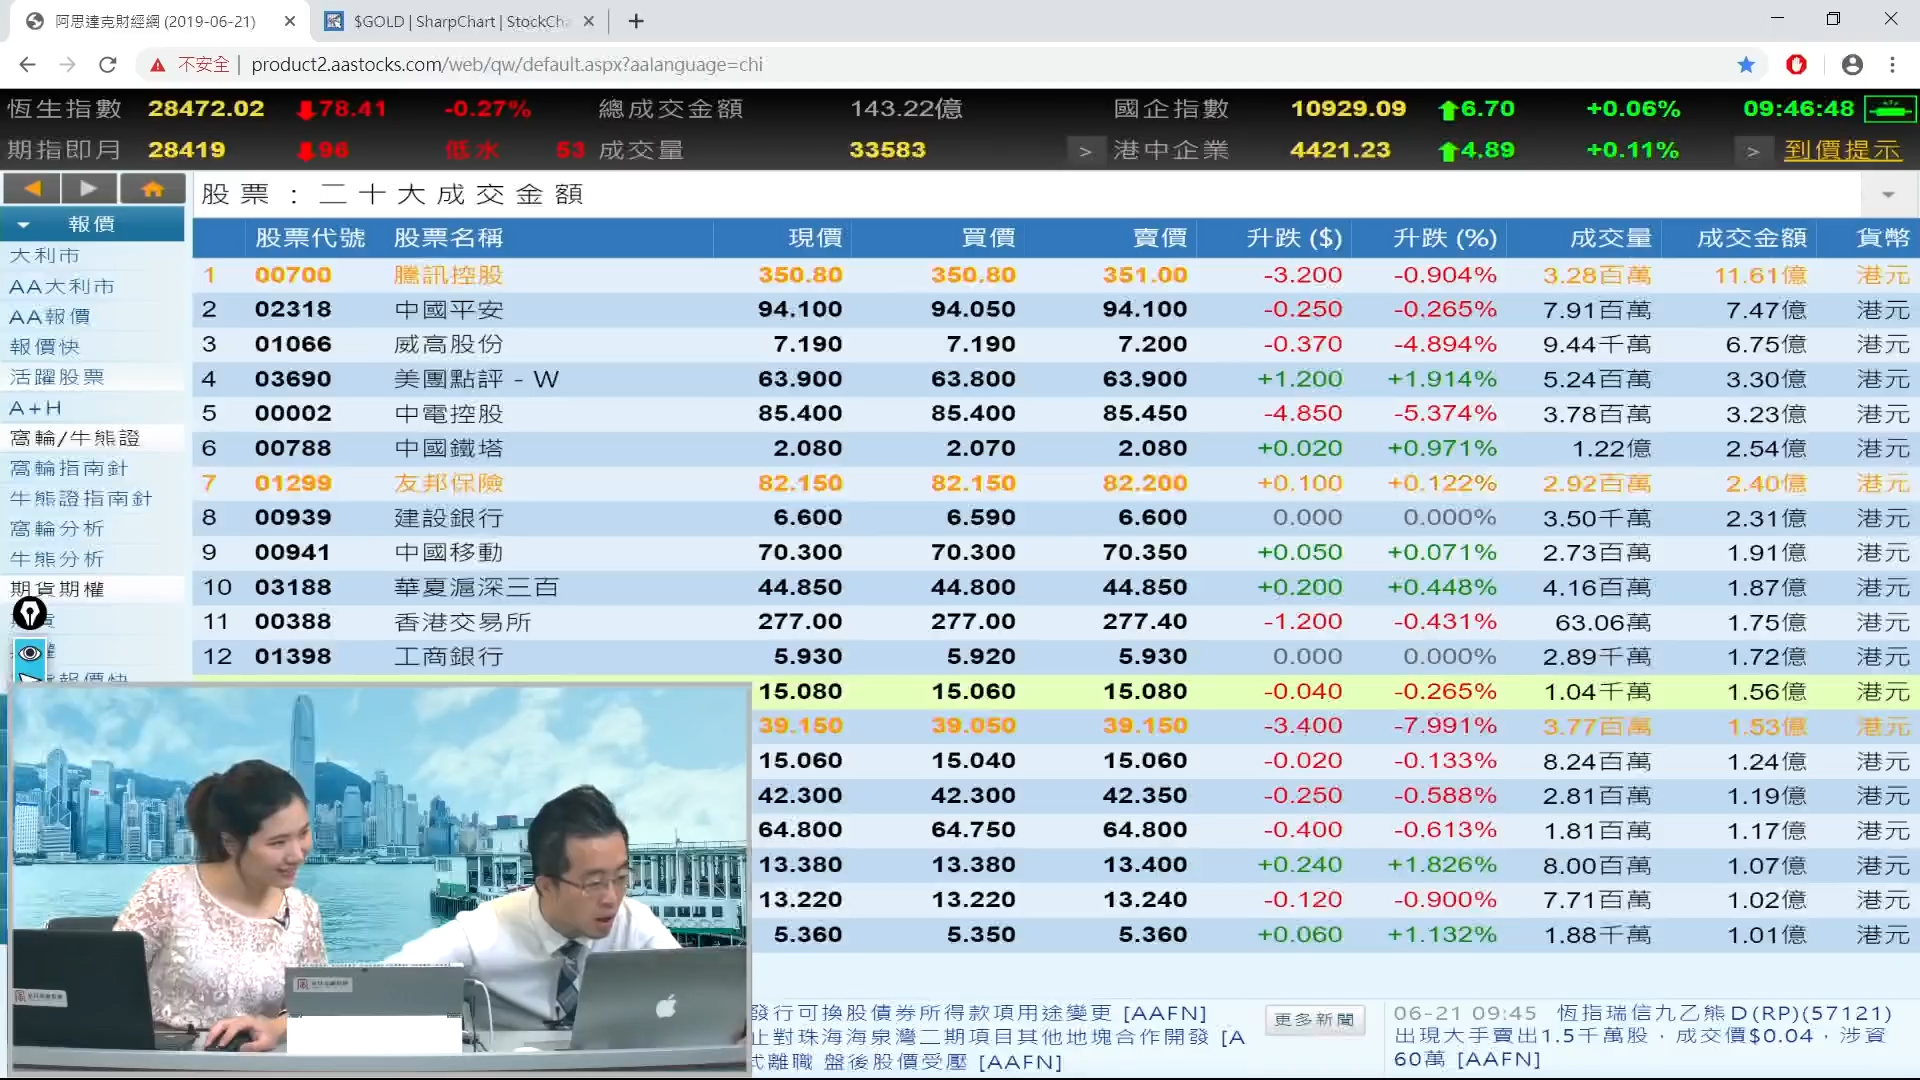 阿思達克財經網 (2019-06-21)
$GOLD | SharpChart | StockCha
不安全 | product2.aastocks.com/web/qw/default.aspx?aalanguage=chi
恆生指數 28472.02 78.41 -0.27% 總成交金額 143.22億 國企指數 10929.09 6.70 +0.06% 09:46:48
期指即月 28419 96 低水 53 成交量 33583 > 港中企業 4421.23 4.89 +0.11% > 到價提示
股票：二十大成交金額
報價
大利市
AA大利市
AA報價
報價快
活躍股票
A+H
窩輪/牛熊證
窩輪指南針
牛熊證指南針
窩輪分析
牛熊分析
期貨期權
貨
權
報價快
股票代號 股票名稱 現價 買價 賣價 升跌 ($) 升跌 (%) 成交量 成交金額 貨幣
1 00700 騰訊控股 350.80 350.80 351.00 -3.200 -0.904% 3.28百萬 11.61億 港元
2 02318 中國平安 94.100 94.050 94.100 -0.250 -0.265% 7.91百萬 7.47億 港元
3 01066 威高股份 7.190 7.190 7.200 -0.370 -4.894% 9.44千萬 6.75億 港元
4 03690 美團點評－W 63.900 63.800 63.900 +1.200 +1.914% 5.24百萬 3.30億 港元
5 00002 中電控股 85.400 85.400 85.450 -4.850 -5.374% 3.78百萬 3.23億 港元
6 00788 中國鐵塔 2.080 2.070 2.080 +0.020 +0.971% 1.22億 2.54億 港元
7 01299 友邦保險 82.150 82.150 82.200 +0.100 +0.122% 2.92百萬 2.40億 港元
8 00939 建設銀行 6.600 6.590 6.600 0.000 0.000% 3.50千萬 2.31億 港元
9 00941 中國移動 70.300 70.300 70.350 +0.050 +0.071% 2.73百萬 1.91億 港元
10 03188 華夏滬深三百 44.850 44.800 44.850 +0.200 +0.448% 4.16百萬 1.87億 港元
11 00388 香港交易所 277.00 277.00 277.40 -1.200 -0.431% 63.06萬 1.75億 港元
12 01398 工商銀行 5.930 5.920 5.930 0.000 0.000% 2.89千萬 1.72億 港元
15.080 15.060 15.080 -0.040 -0.265% 1.04千萬 1.56億 港元
39.150 39.050 39.150 -3.400 -7.991% 3.77百萬 1.53億 港元
15.060 15.040 15.060 -0.020 -0.133% 8.24百萬 1.24億 港元
42.300 42.300 42.350 -0.250 -0.588% 2.81百萬 1.19億 港元
64.800 64.750 64.800 -0.400 -0.613% 1.81百萬 1.17億 港元
13.380 13.380 13.400 +0.240 +1.826% 8.00百萬 1.07億 港元
13.220 13.220 13.240 -0.120 -0.900% 7.71百萬 1.02億 港元
5.360 5.350 5.360 +0.060 +1.132% 1.88千萬 1.01億 港元
發行可換股債券所得款項用途變更 [AAFN]
止對珠海海泉灣二期項目其他地塊合作開發 [A
式離職 盤後股價受壓 [AAFN]
更多新聞
06-21 09:45 恆指瑞信九乙熊D(RP)(57121)
出現大手賣出1.5千萬股，成交價$0.04，涉資
60萬 [AAFN]